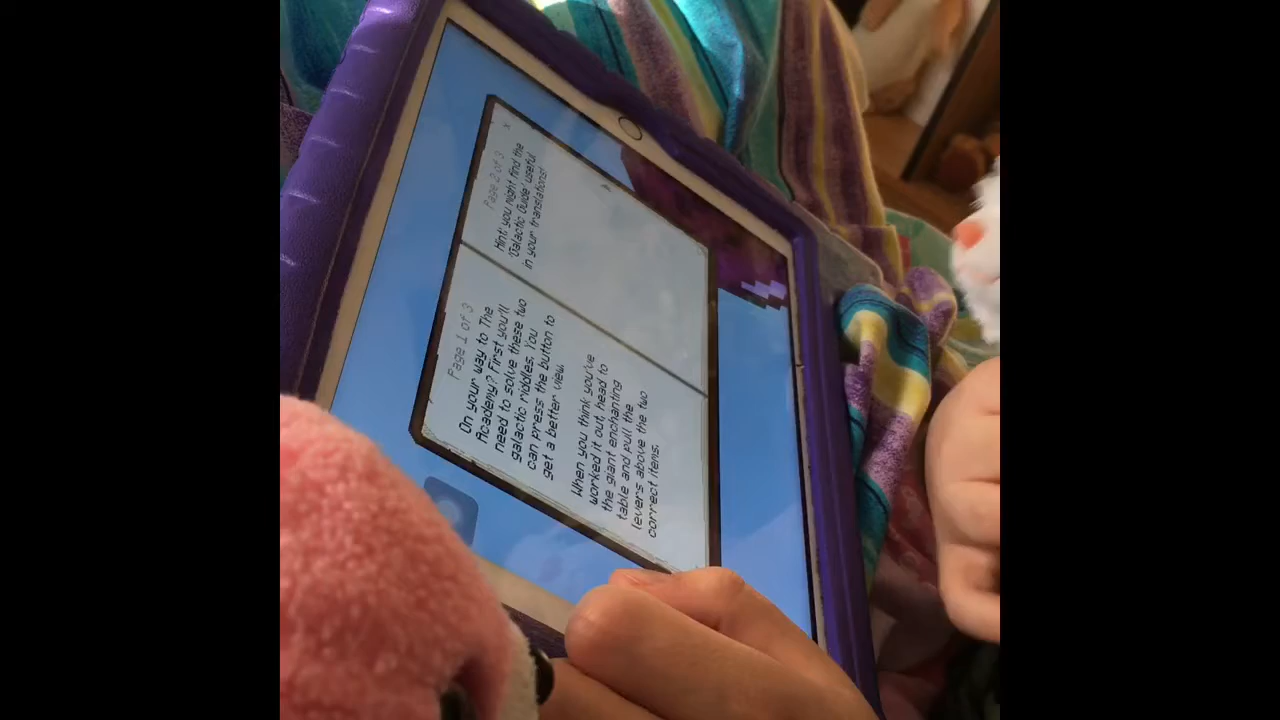 Page 1 of 3
On your way to The
Academy? First you'll
need to solve these two
galactic riddles. You
can press the button to
get a better view.
When you think you've
worked it out, head to
the giant enchanting
table and pull the
levers above the two
correct items.
Page 2 of 3
Hint: you might find the
'Galactic Guide' useful
in your translations!